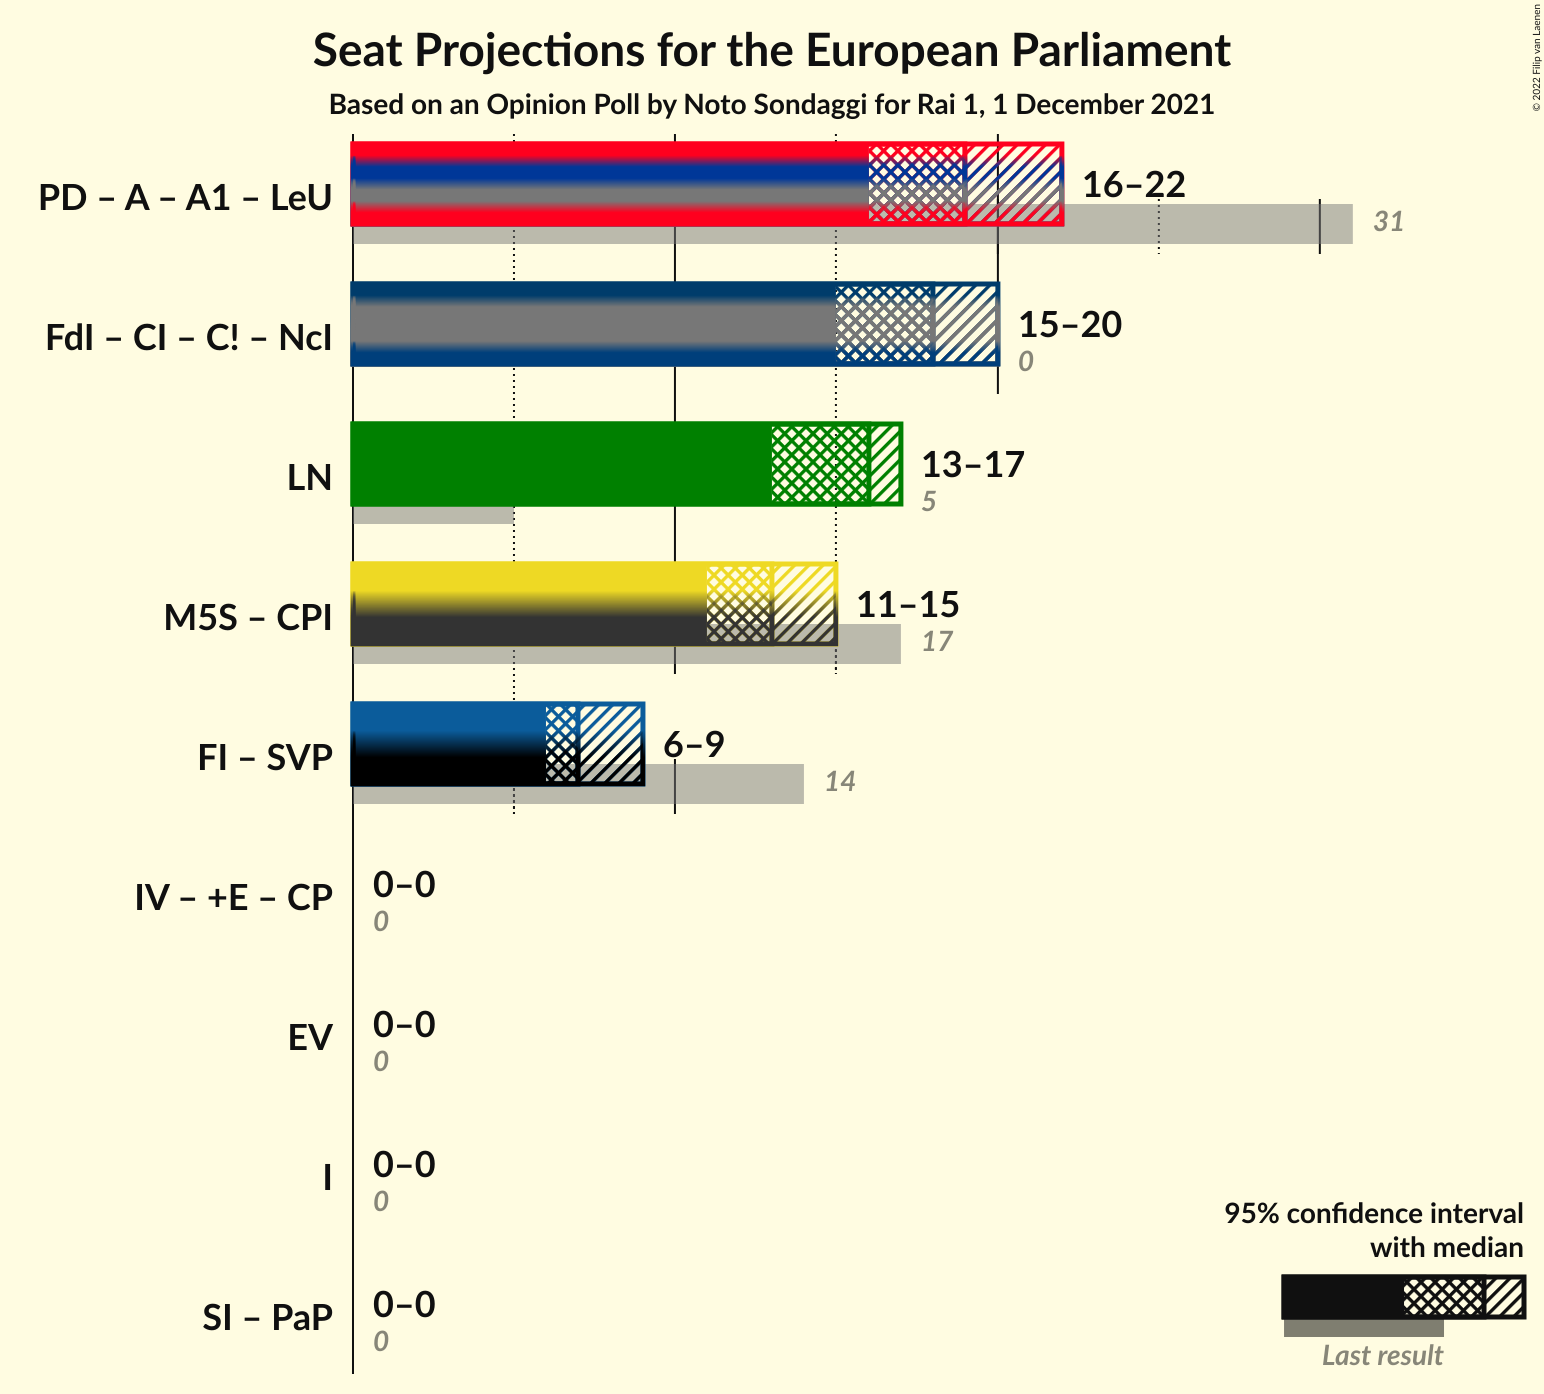 Seat Projections for the European Parliament
Based on an Opinion Poll by Noto Sondaggi for Rai 1, 1 December 2021
© 2022 Filip van Laenen
PD – A – A1 – LeU
16–22
31
FdI – CI – C! – NcI
15–20
0
LN
13–17
5
M5S – CPI
11–15
17
FI – SVP
6–9
14
IV – +E – CP
0–0
0
EV
0–0
0
I
0–0
0
SI – PaP
0–0
0
95% confidence interval
with median
Last result